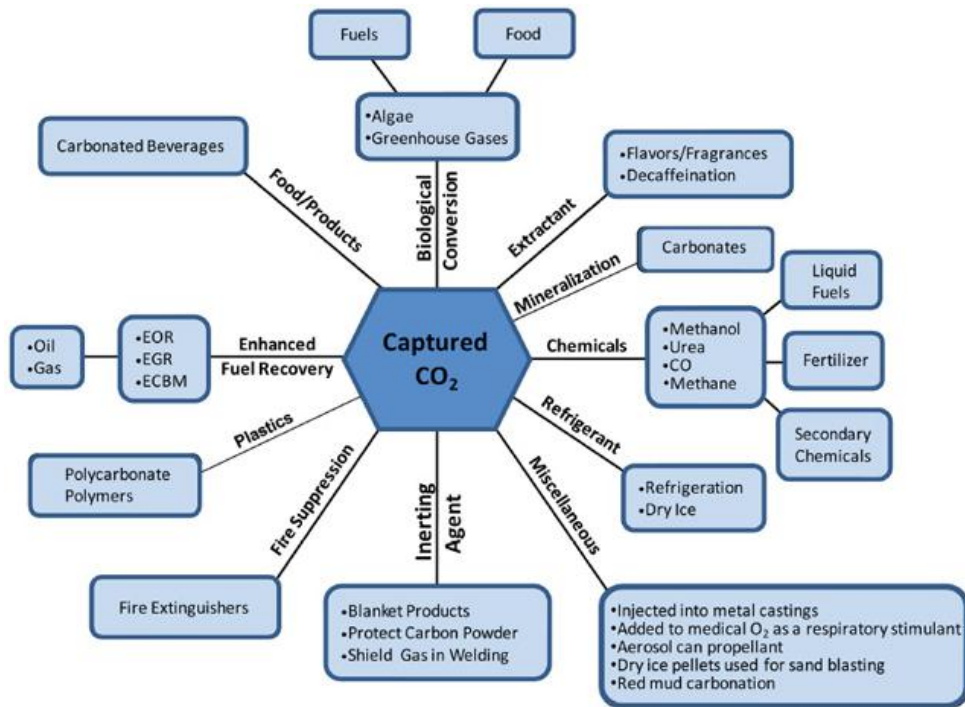 Fuels
Food
•Algae
•Greenhouse Gases
Carbonated Beverages
•Flavors/Fragrances
•Decaffeination
Food/Products
Biological
Conversion
Extractant
Mineralization
Carbonates
Liquid
Fuels
•Oil
•Gas
•EOR
•EGR
•ECBM
Enhanced
Fuel Recovery
Captured
CO₂
Chemicals
•Methanol
•Urea
•CO
•Methane
Fertilizer
Secondary
Chemicals
Plastics
Polycarbonate
Polymers
Refrigerant
•Refrigeration
•Dry Ice
Fire Suppression
Fire Extinguishers
Inerting
Agent
•Blanket Products
•Protect Carbon Powder
•Shield Gas in Welding
Miscellaneous
•Injected into metal castings
•Added to medical O₂ as a respiratory stimulant
•Aerosol can propellant
•Dry ice pellets used for sand blasting
•Red mud carbonation